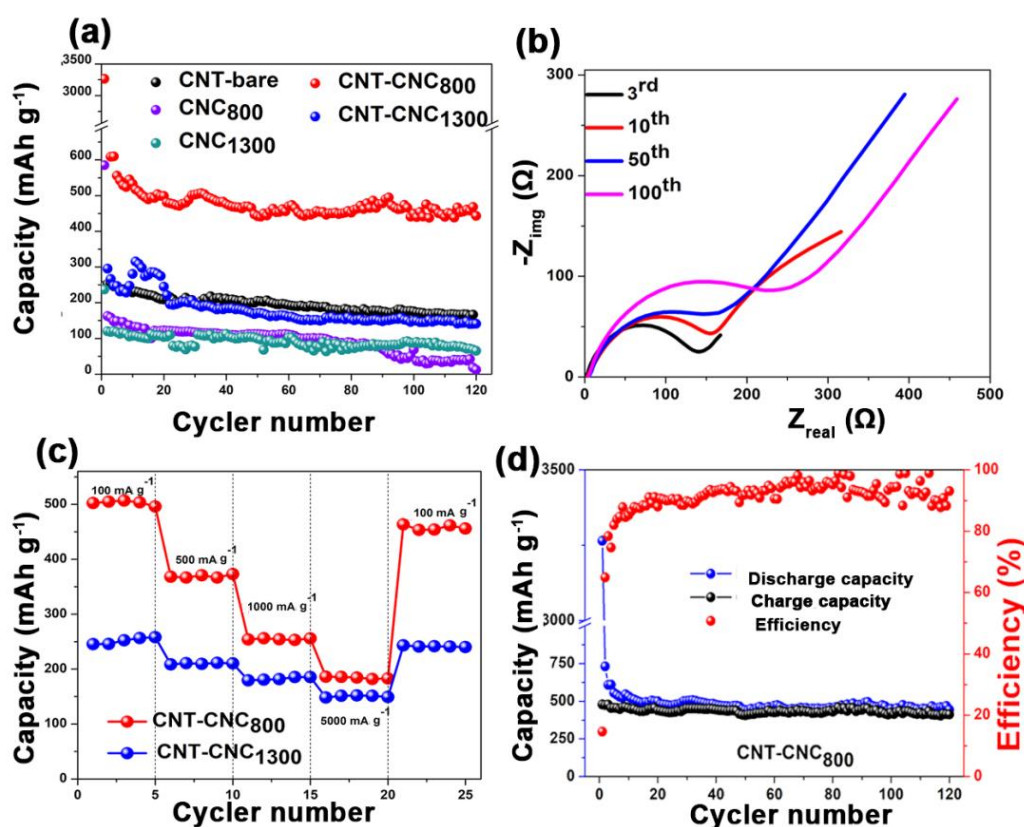 (a)
Capacity (mAh g-1)
3500
3000
600
500
400
300
200
100
0
CNT-bare
CNT-CNC800
CNC800
CNT-CNC1300
CNC1300
0 20 40 60 80 100 120
Cycler number
(b)
-Zimg (Ω)
300
200
100
0
3rd
10th
50th
100th
0 100 200 300 400 500
Zreal (Ω)
(c)
Capacity (mAh g-1)
500
400
300
250
200
150
0
100 mA g-1
500 mA g-1
1000 mA g-1
5000 mA g-1
100 mA g-1
CNT-CNC800
CNT-CNC1300
0 5 10 15 20 25
Cycler number
(d)
Capacity (mAh g-1)
3500
3000
750
500
250
0
Discharge capacity
Charge capacity
Efficiency
CNT-CNC800
100
80
60
40
20
0
Efficiency (%)
0 20 40 60 80 100 120
Cycler number